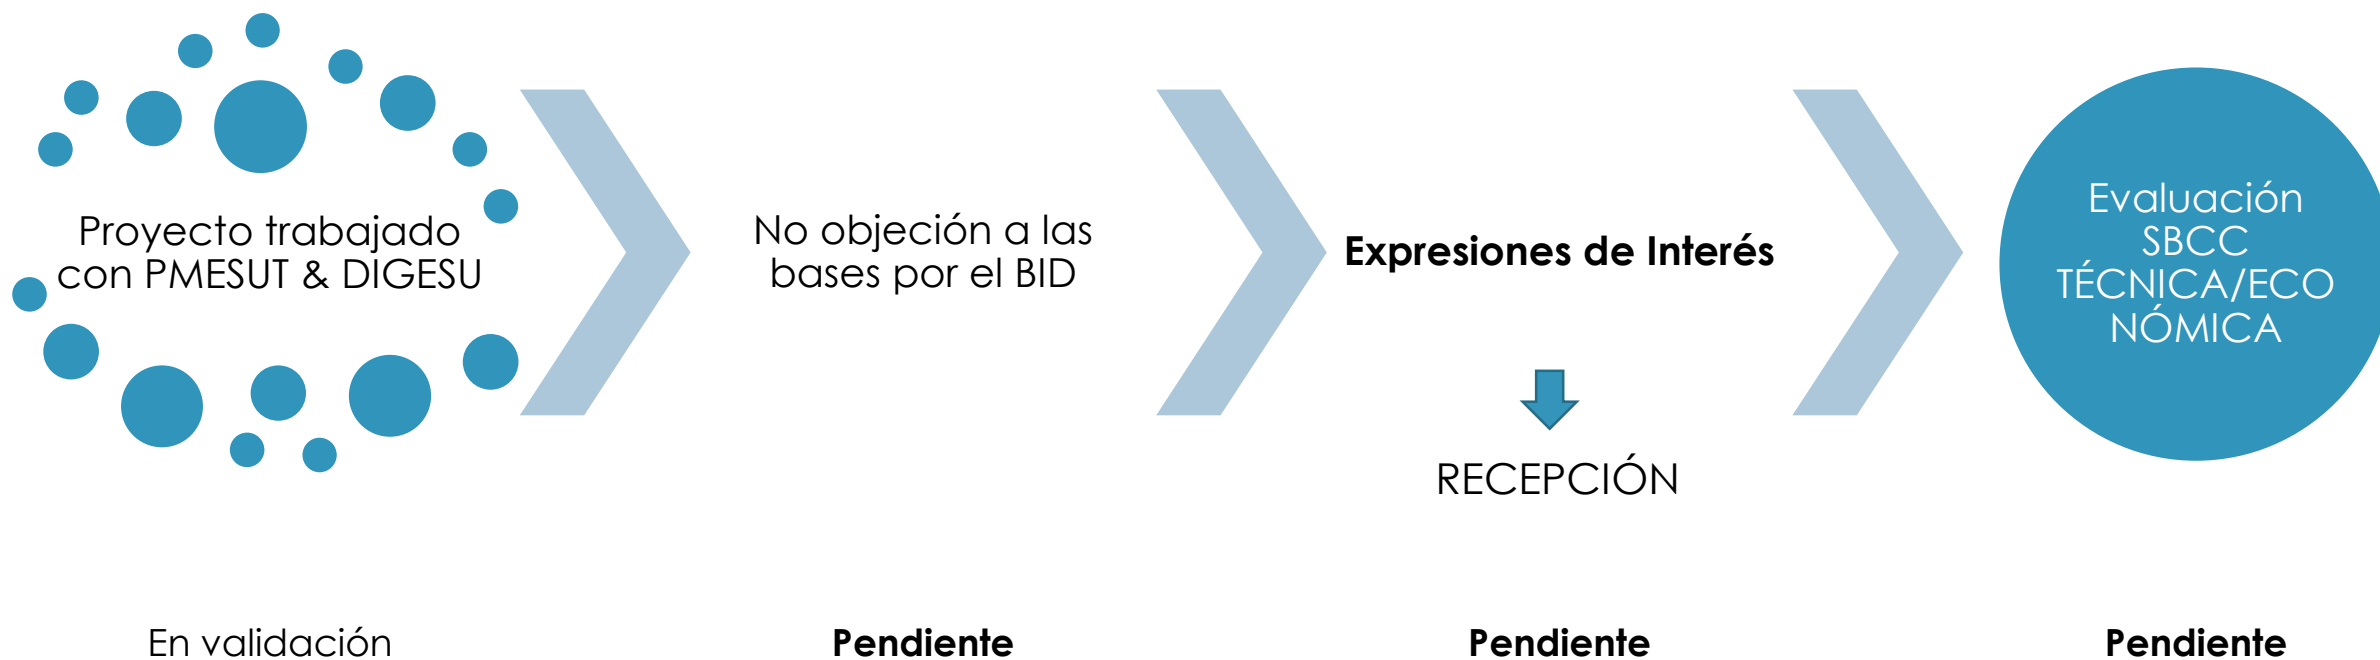 Proyecto trabajado
con PMESUT & DIGESU
No objeción a las
bases por el BID
Expresiones de Interés
RECEPCIÓN
Evaluación
SBCC
TÉCNICA/ECO
NÓMICA
En validación
Pendiente
Pendiente
Pendiente